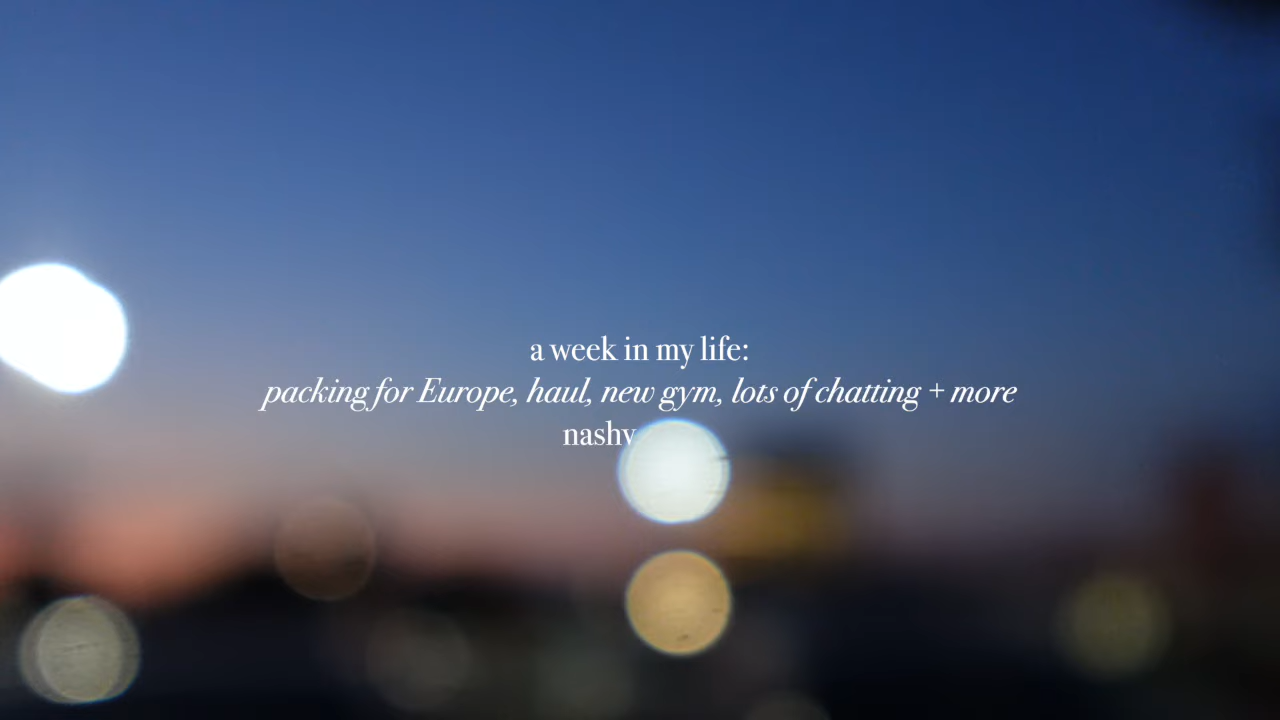 a week in my life:
packing for Europe, haul, new gym, lots of chatting + more